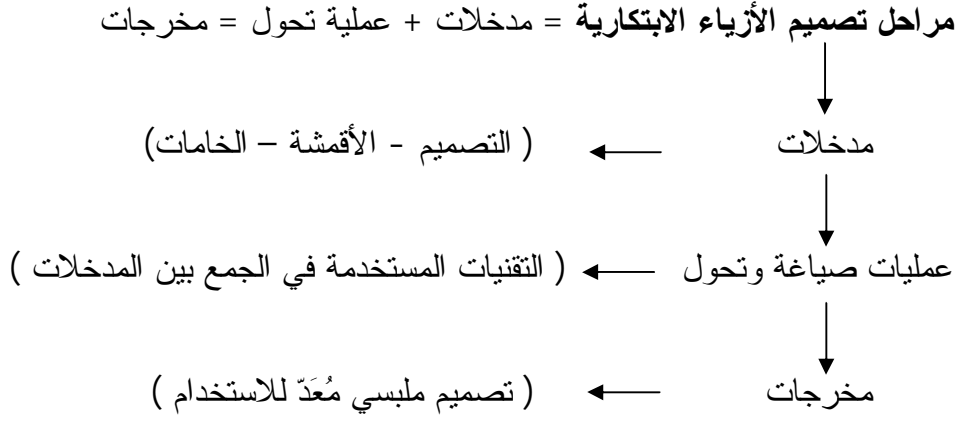 مراحل تصميم الأزياء الابتكارية = مدخلات + عملية تحول = مخرجات
مدخلات ( التصميم - الأقمشة – الخامات)
عمليات صياغة وتحول ( التقنيات المستخدمة في الجمع بين المدخلات )
مخرجات ( تصميم ملبسي مُعَدّ للاستخدام )